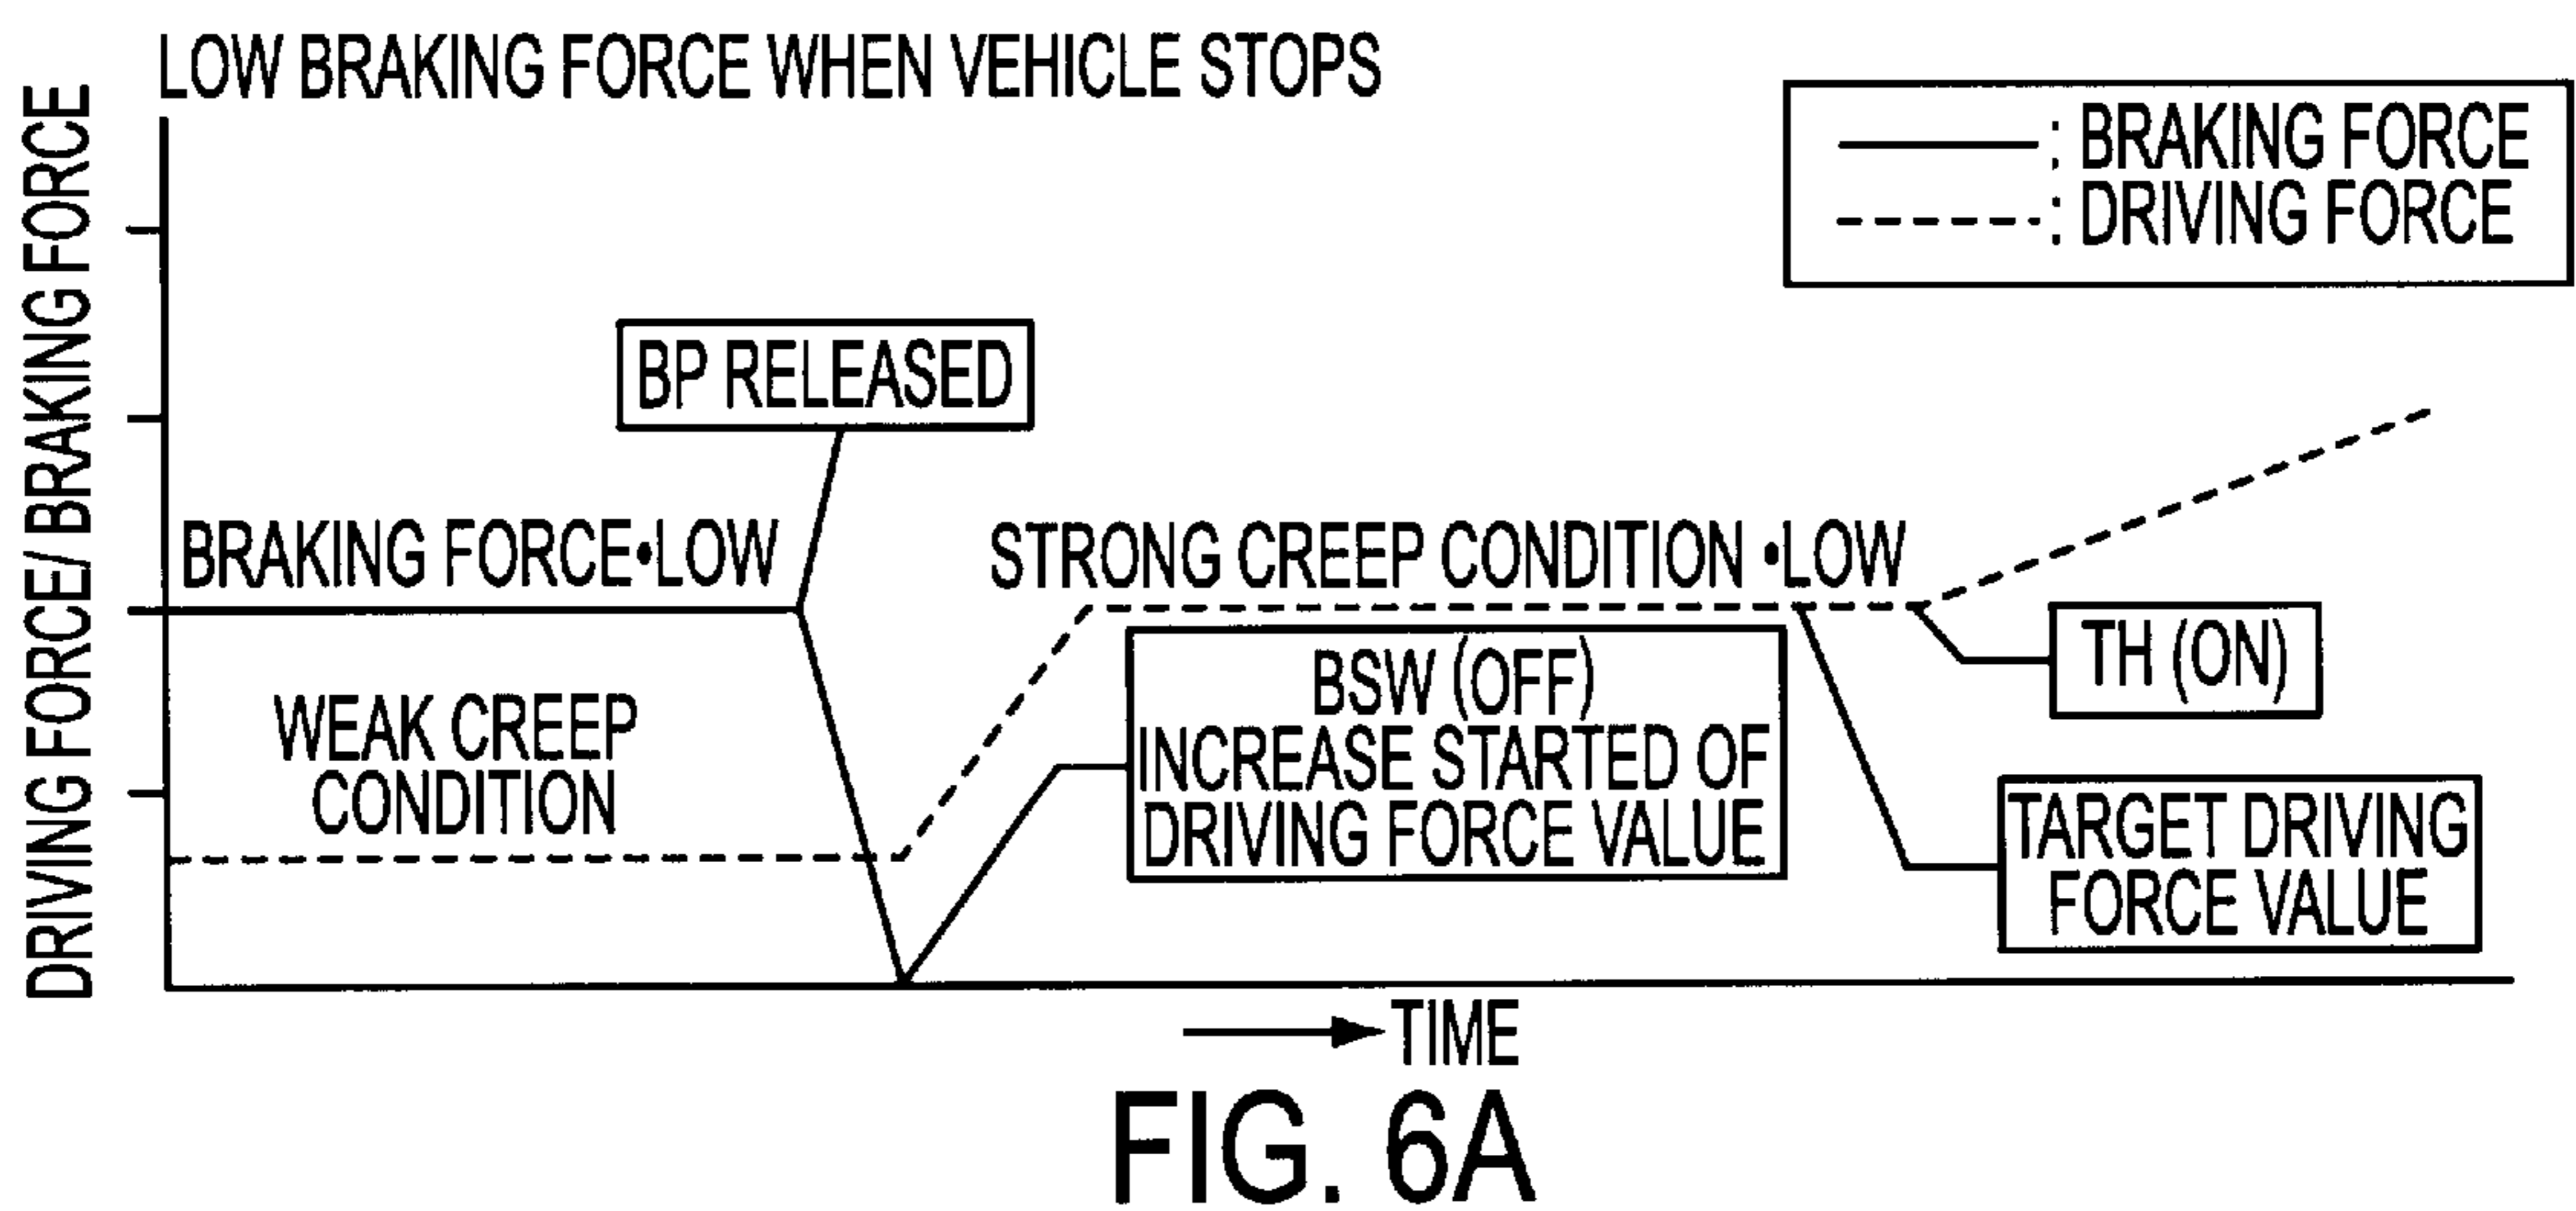 LOW BRAKING FORCE WHEN VEHICLE STOPS
DRIVING FORCE/ BRAKING FORCE
: BRAKING FORCE
: DRIVING FORCE
BP RELEASED
BRAKING FORCE•LOW
STRONG CREEP CONDITION •LOW
WEAK CREEP
CONDITION
BSW (OFF)
INCREASE STARTED OF
DRIVING FORCE VALUE
TH (ON)
TARGET DRIVING
FORCE VALUE
TIME
FIG. 6A